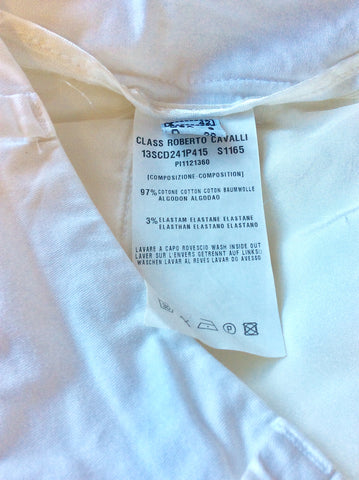 CLASS ROBERTO CAVALLI
13SCD241P415 S1165
PI1121360
[COMPOSIZIONE-COMPOSITION]
97% COTONE COTTON COTON BAUMWOLLE
ALGODON ALGODAO
3% ELASTAM ELASTANE ELASTANE
ELASTHAN ELASTANO ELASTANO
LAVARE A CAPO ROVESCIO WASH INSIDE OUT
LAVER SUR L'ENVERS GETRENNT AUF LINKS
WASCHEN LAVAR AL REVES LAVAR DO AVESSO
P